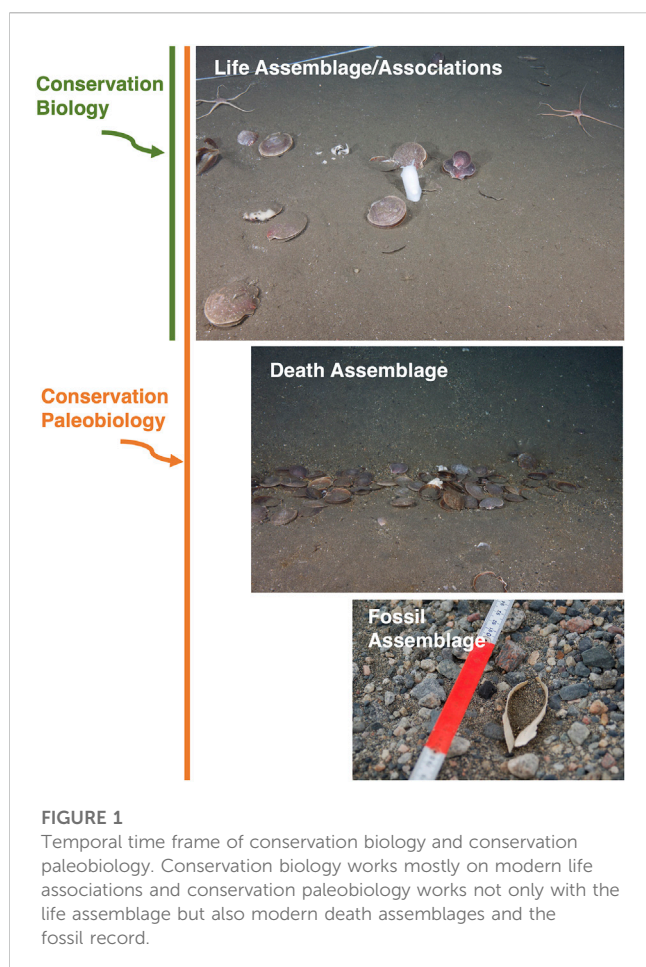 Conservation
Biology
Life Assemblage/Associations
Conservation
Paleobiology
Death Assemblage
Fossil
Assemblage
FIGURE 1
Temporal time frame of conservation biology and conservation
paleobiology. Conservation biology works mostly on modern life
associations and conservation paleobiology works not only with the
life assemblage but also modern death assemblages and the
fossil record.